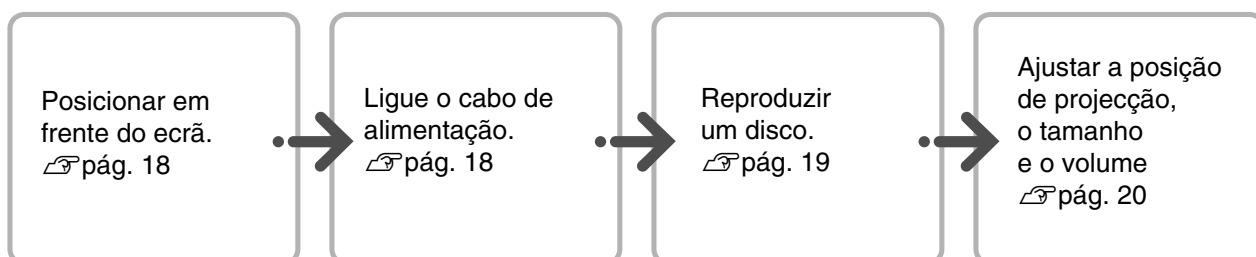 Posicionar em
frente do ecrã.
pág. 18
Ligue o cabo de
alimentação.
pág. 18
Reproduzir
um disco.
pág. 19
Ajustar a posição
de projecção,
o tamanho
e o volume
pág. 20